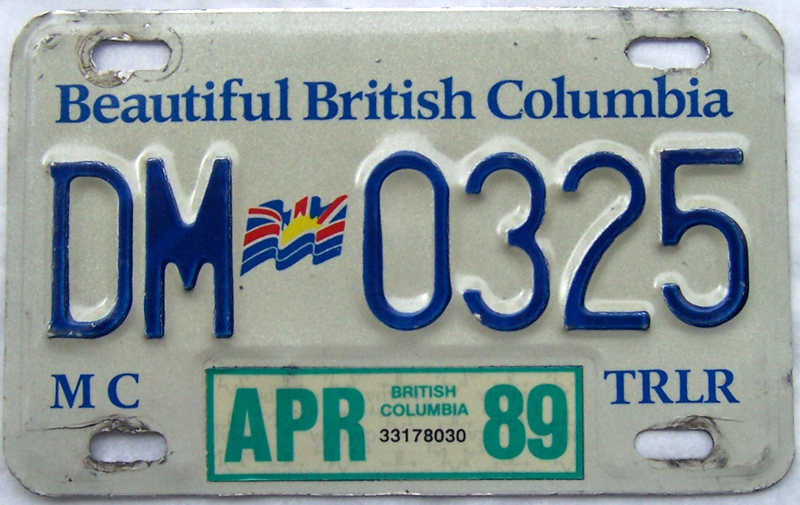 Beautiful British Columbia
DM 0325
MC APR BRITISH COLUMBIA 33178030 89 TRLR